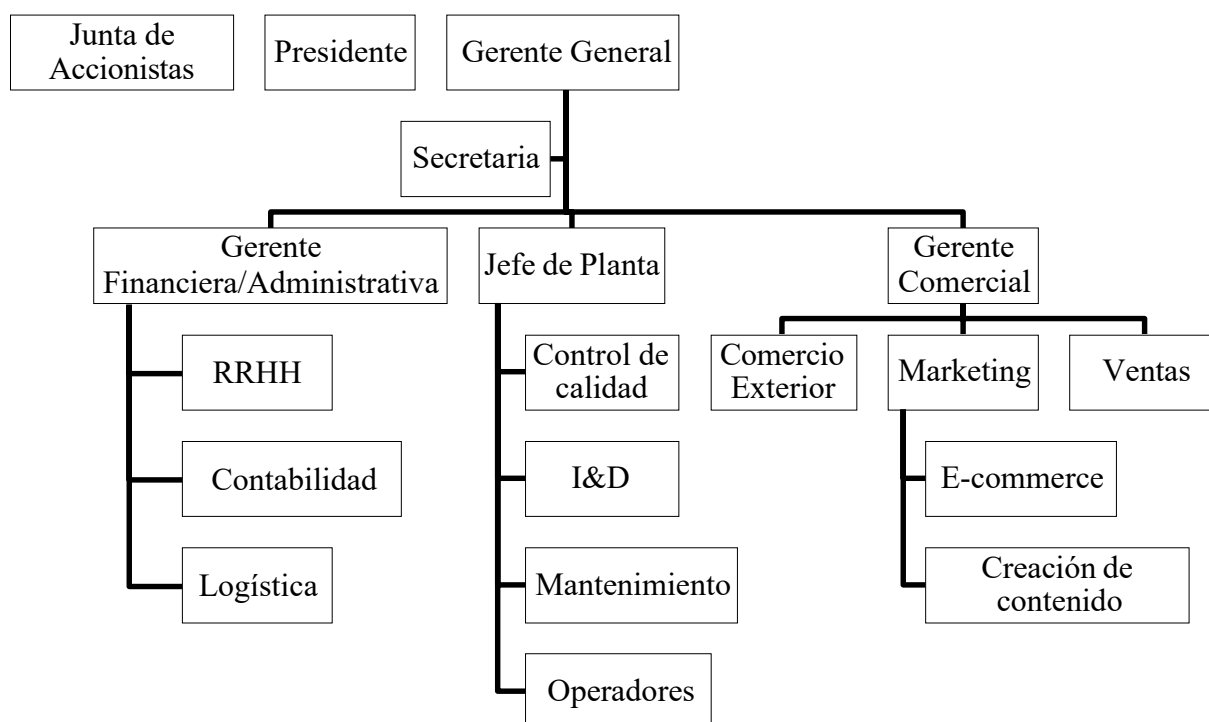 Junta de
Accionistas
Presidente
Gerente General
Secretaria
Gerente
Financiera/Administrativa
Jefe de Planta
Gerente
Comercial
RRHH
Contabilidad
Logística
Control de
calidad
I&D
Mantenimiento
Operadores
Comercio
Exterior
Marketing
Ventas
E-commerce
Creación de
contenido